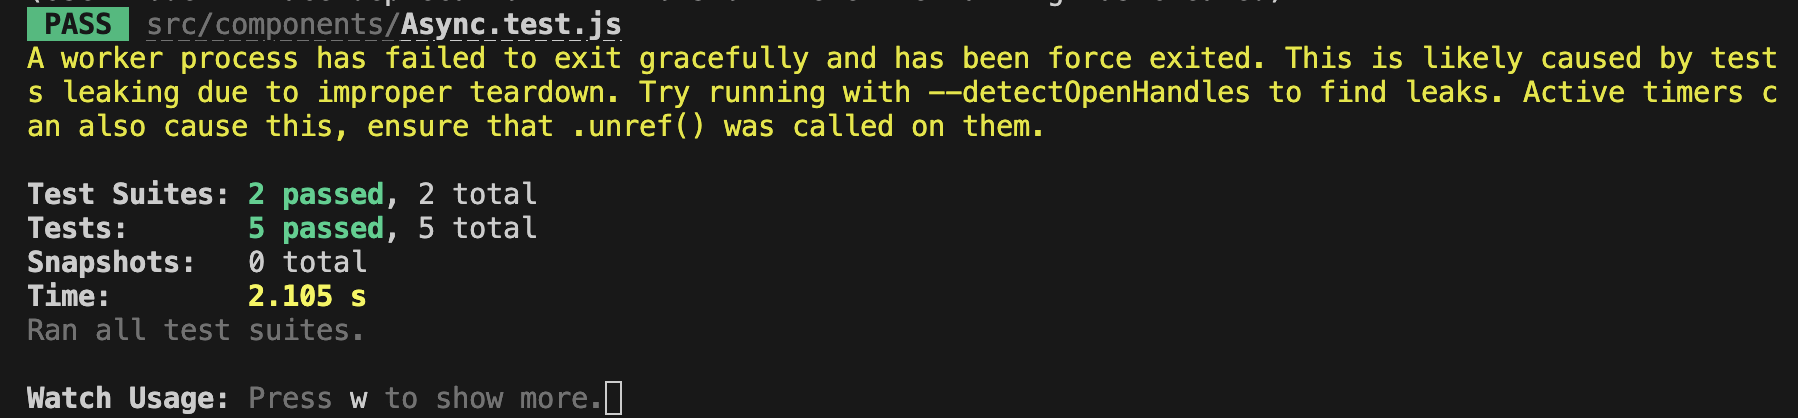 PASS src/components/Async.test.js
A worker process has failed to exit gracefully and has been force exited. This is likely caused by test
s leaking due to improper teardown. Try running with --detectOpenHandles to find leaks. Active timers c
an also cause this, ensure that .unref() was called on them.
Test Suites: 2 passed, 2 total
Tests: 5 passed, 5 total
Snapshots: 0 total
Time: 2.105 s
Ran all test suites.
Watch Usage: Press w to show more.